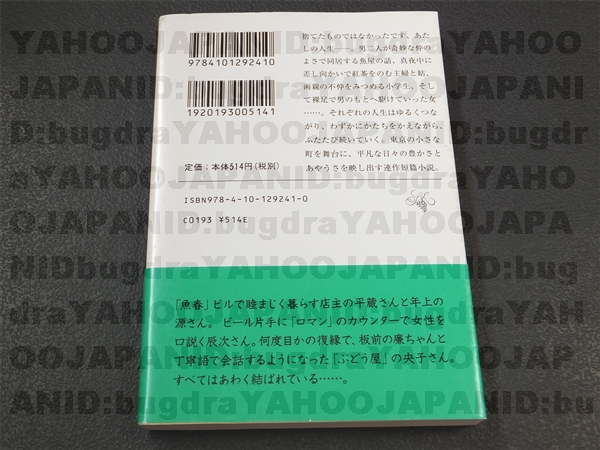 9784101292410
1920193005141
定価：本体514円（税別）
ISBN978-4-10-129241-0
C0193 ¥514E
捨てたものではなかったです、あた
しの人生――。男二人が奇妙な仲の
よさで同居する魚屋の話、真夜中に
差し向かいで紅茶をのむ主婦と姑、
両親の不仲をみつめる小学生、そし
て裸足で男のもとへ駆けていった女
……。それぞれの人生はゆるくつな
がり、わずかにかたちをかえながら、
ふたたび続いていく。東京の小さな
町を舞台に、平凡な日々の豊かさと
あやうさを映し出す連作短篇小説。
「魚春」ビルで睦まじく暮らす店主の平蔵さんと年上の
源さん。ビール片手に「ロマン」のカウンターで女性を
口説く辰次さん。何度目かの復縁で、板前の廉ちゃんと
丁寧語で会話するようになった「ぶどう屋」の央子さん。
すべてはあわく結ばれている……。
YAHOOJAPANID:bugdra